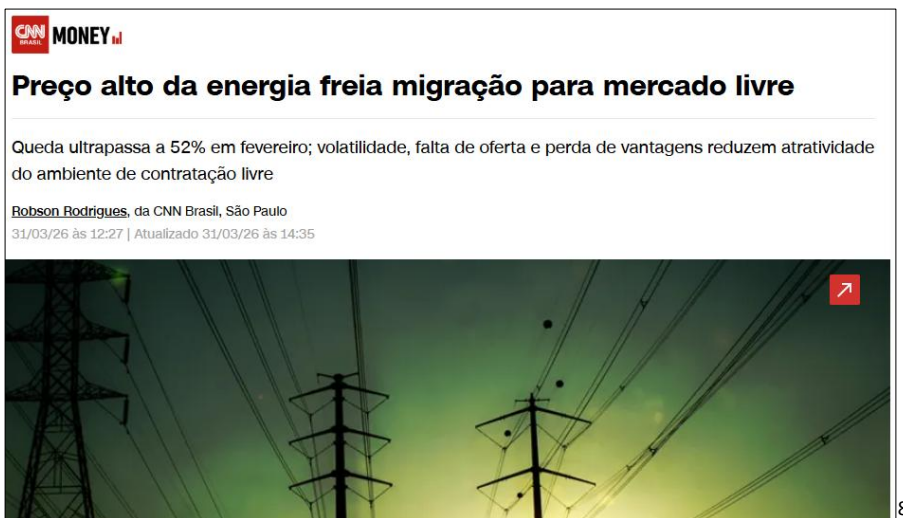 CNN BRASIL MONEY
Preço alto da energia freia migração para mercado livre
Queda ultrapassa a 52% em fevereiro; volatilidade, falta de oferta e perda de vantagens reduzem atratividade
do ambiente de contratação livre
Robson Rodrigues, da CNN Brasil, São Paulo
31/03/26 às 12:27 | Atualizado 31/03/26 às 14:35